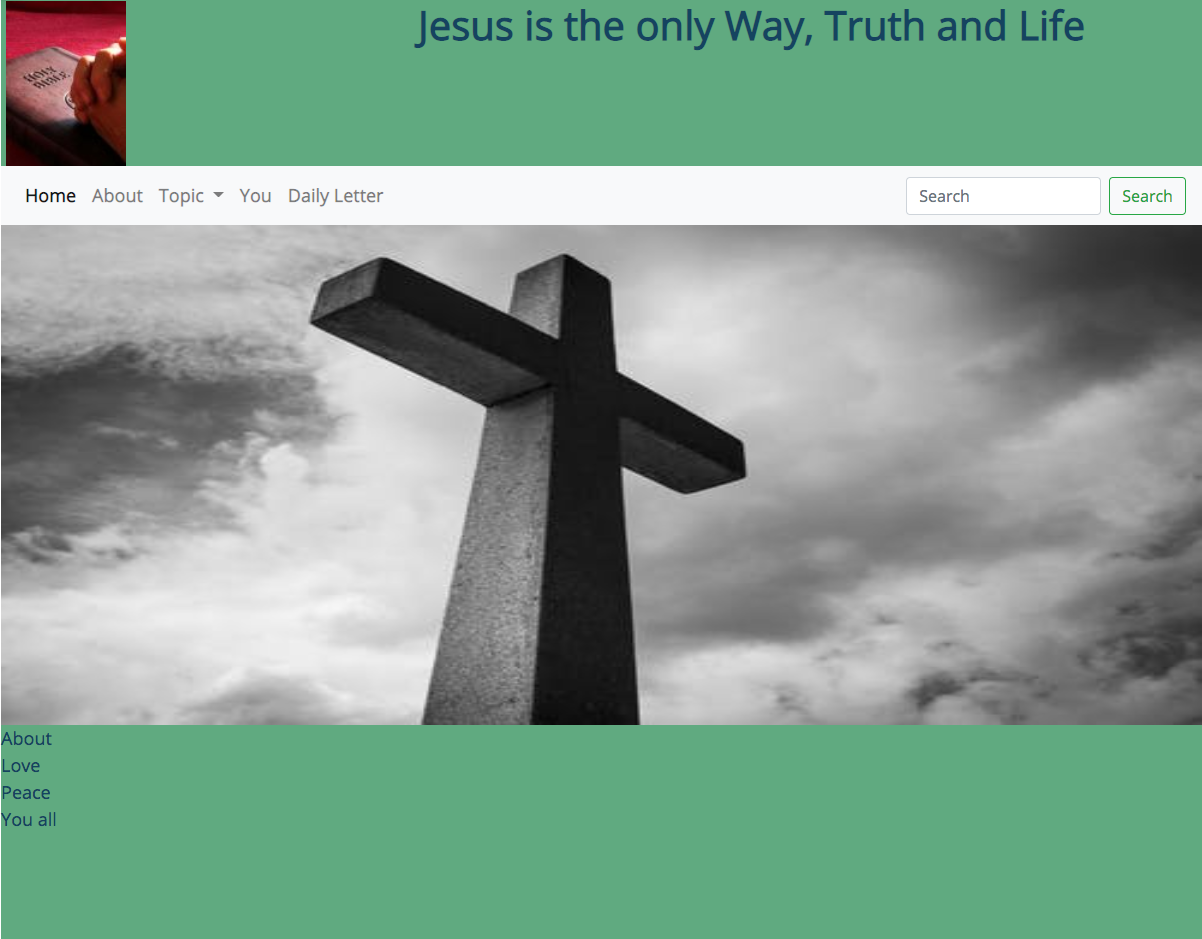 Jesus is the only Way, Truth and Life
HOLY
BIBLE
Home About Topic You Daily Letter Search Search
About
Love
Peace
You all